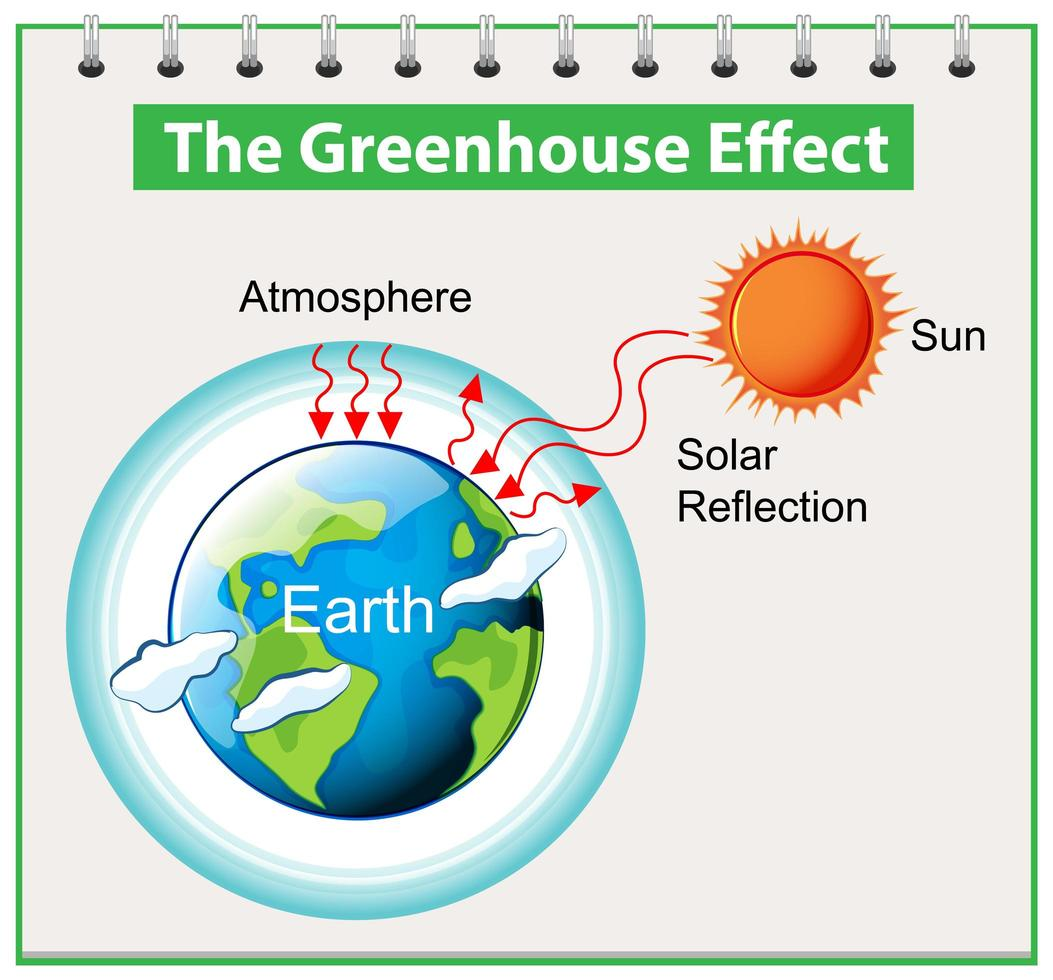 The Greenhouse Effect
Atmosphere
Sun
Solar
Reflection
Earth